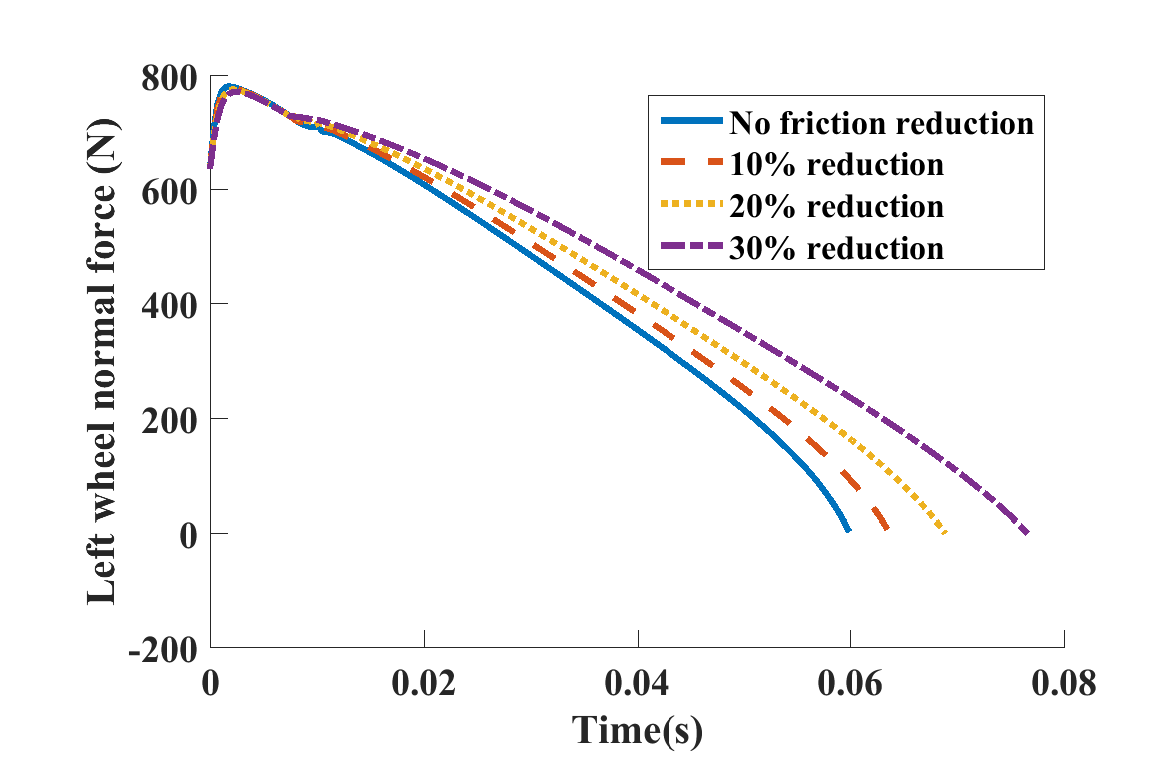 800
600
400
200
0
-200
Left wheel normal force (N)
No friction reduction
10% reduction
20% reduction
30% reduction
0 0.02 0.04 0.06 0.08
Time(s)